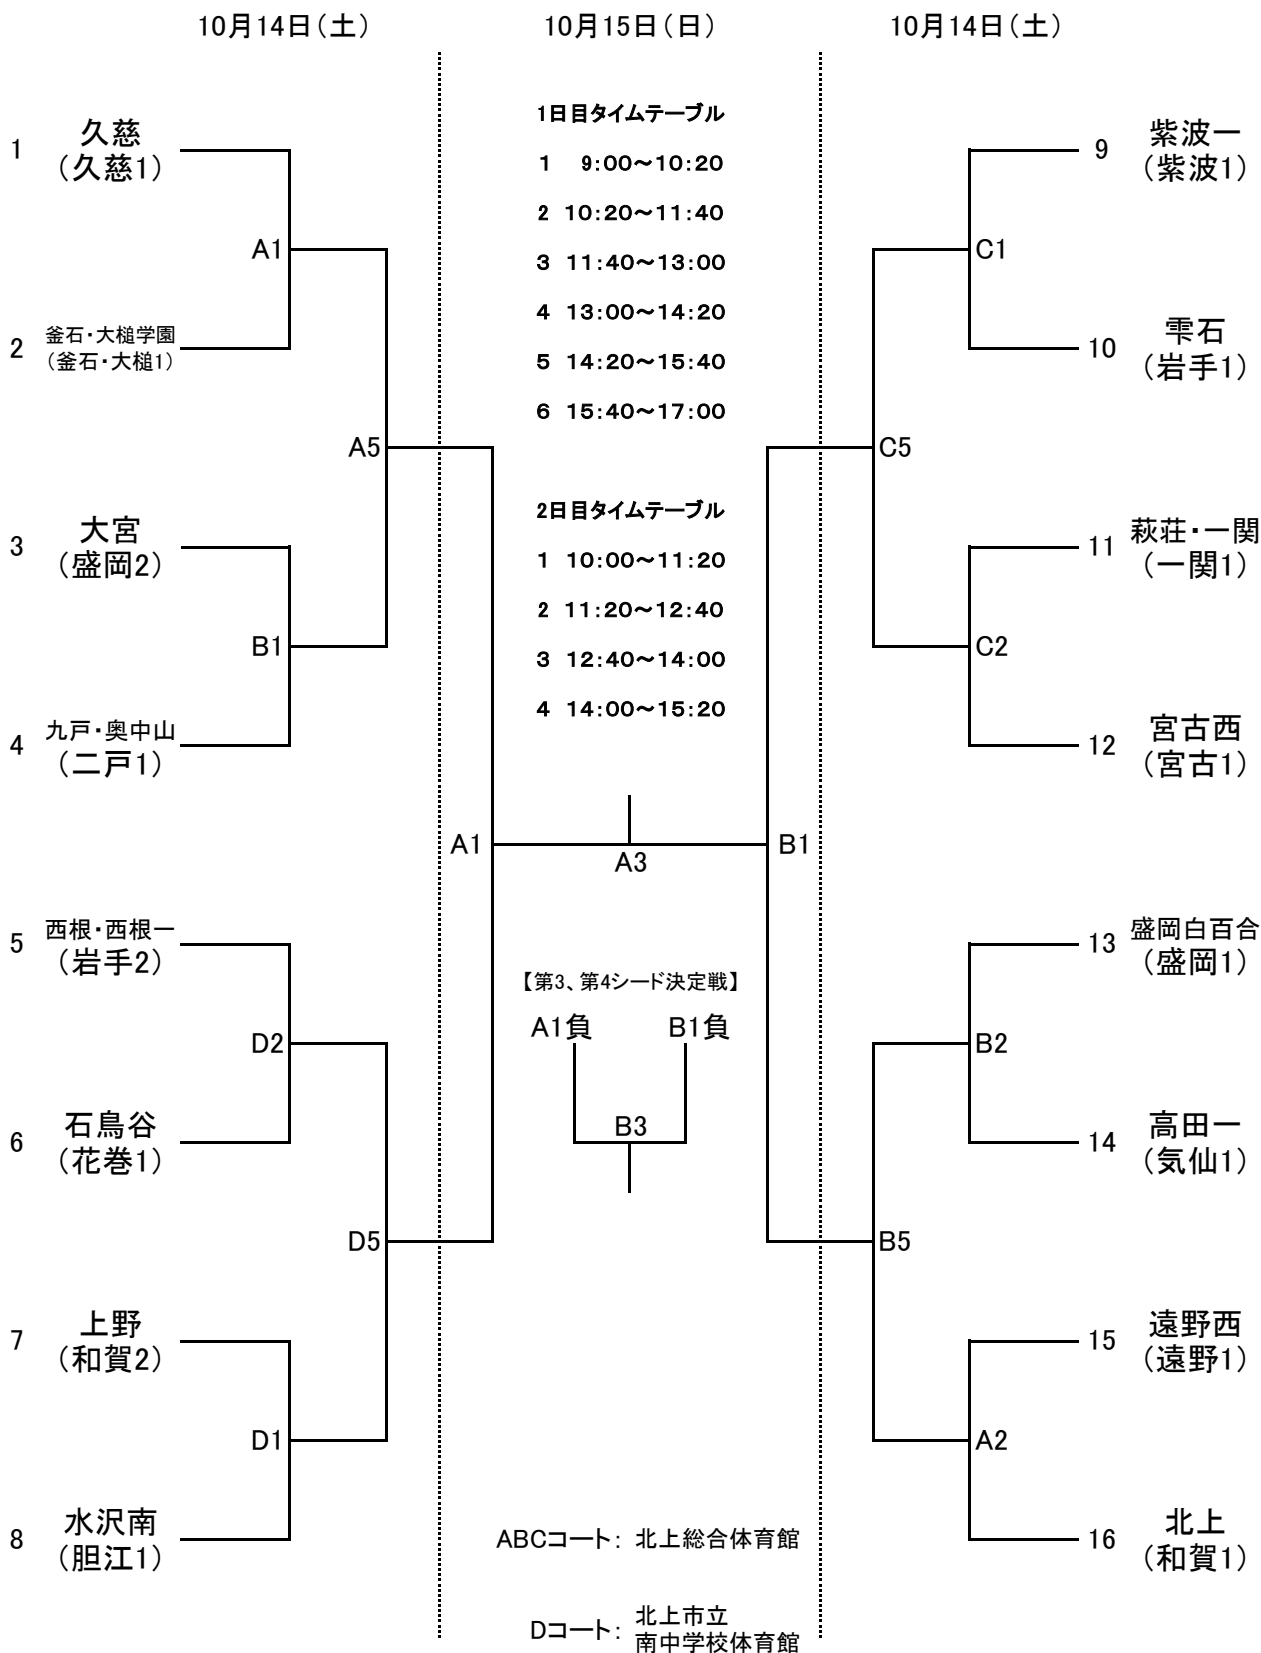 10月14日（土）
10月15日（日）
10月14日（土）
1日目タイムテーブル
1 9:00～10:20
2 10:20～11:40
3 11:40～13:00
4 13:00～14:20
5 14:20～15:40
6 15:40～17:00
2日目タイムテーブル
1 10:00～11:20
2 11:20～12:40
3 12:40～14:00
4 14:00～15:20
1 久慈
（久慈1）
A1
2 釜石・大槌学園
（釜石・大槌1）
A5
3 大宮
（盛岡2）
B1
4 九戸・奥中山
（二戸1）
A1
5 西根・西根一
（岩手2）
D2
6 石鳥谷
（花巻1）
D5
7 上野
（和賀2）
D1
8 水沢南
（胆江1）
A3
【第3、第4シード決定戦】
A1負 B1負
B3
ABCコート： 北上総合体育館
Dコート： 北上市立
南中学校体育館
9 紫波一
（紫波1）
C1
10 雫石
（岩手1）
C5
11 萩荘・一関
（一関1）
C2
12 宮古西
（宮古1）
B1
13 盛岡白百合
（盛岡1）
B2
14 高田一
（気仙1）
B5
15 遠野西
（遠野1）
A2
16 北上
（和賀1）